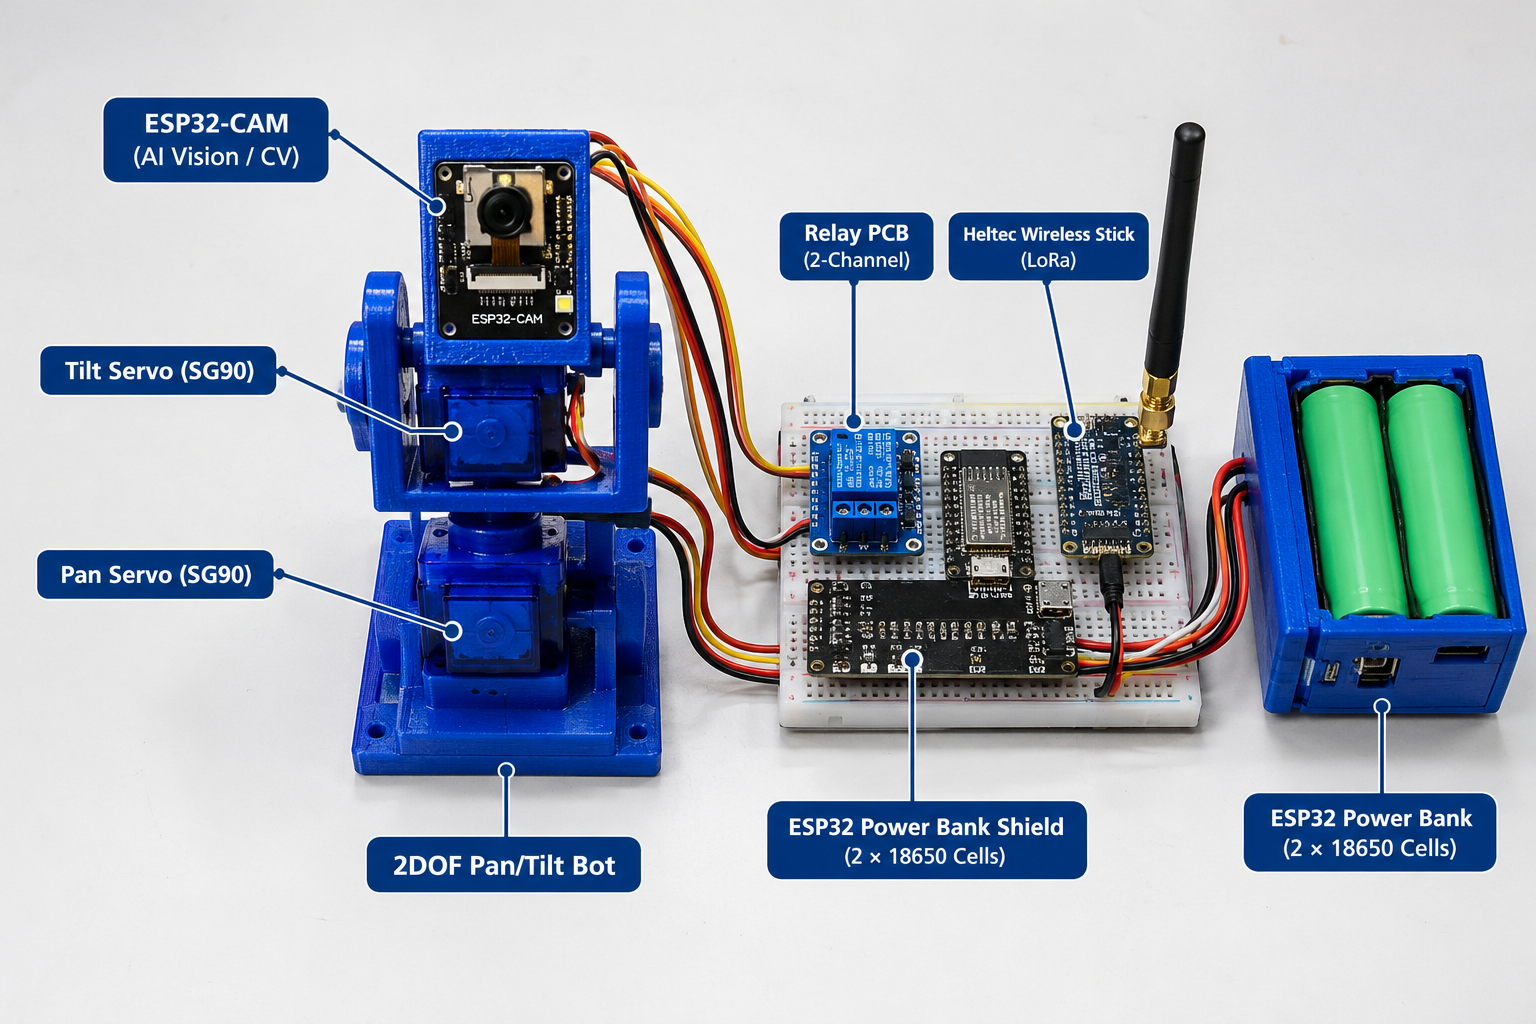 ESP32-CAM
(AI Vision / CV)
Relay PCB
(2-Channel)
Heltec Wireless Stick
(LoRa)
ESP32-CAM
Tilt Servo (SG90)
Pan Servo (SG90)
ESP32 Power Bank Shield
(2 × 18650 Cells)
ESP32 Power Bank
(2 × 18650 Cells)
2DOF Pan/Tilt Bot